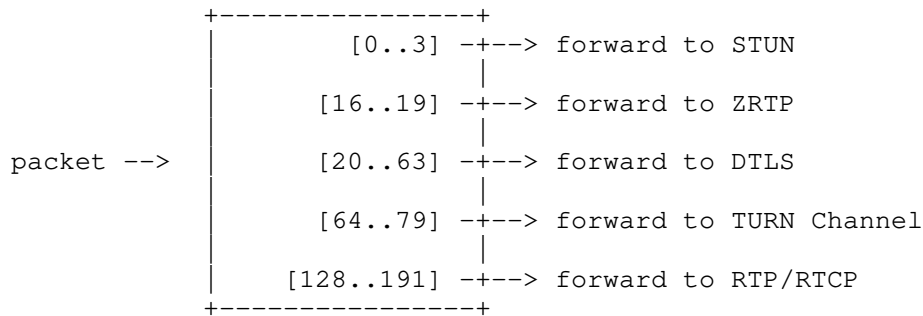 +----------------+
| [0..3] -+--> forward to STUN
| |
| [16..19] -+--> forward to ZRTP
| |
packet --> | [20..63] -+--> forward to DTLS
| |
| [64..79] -+--> forward to TURN Channel
| |
| [128..191] -+--> forward to RTP/RTCP
+----------------+